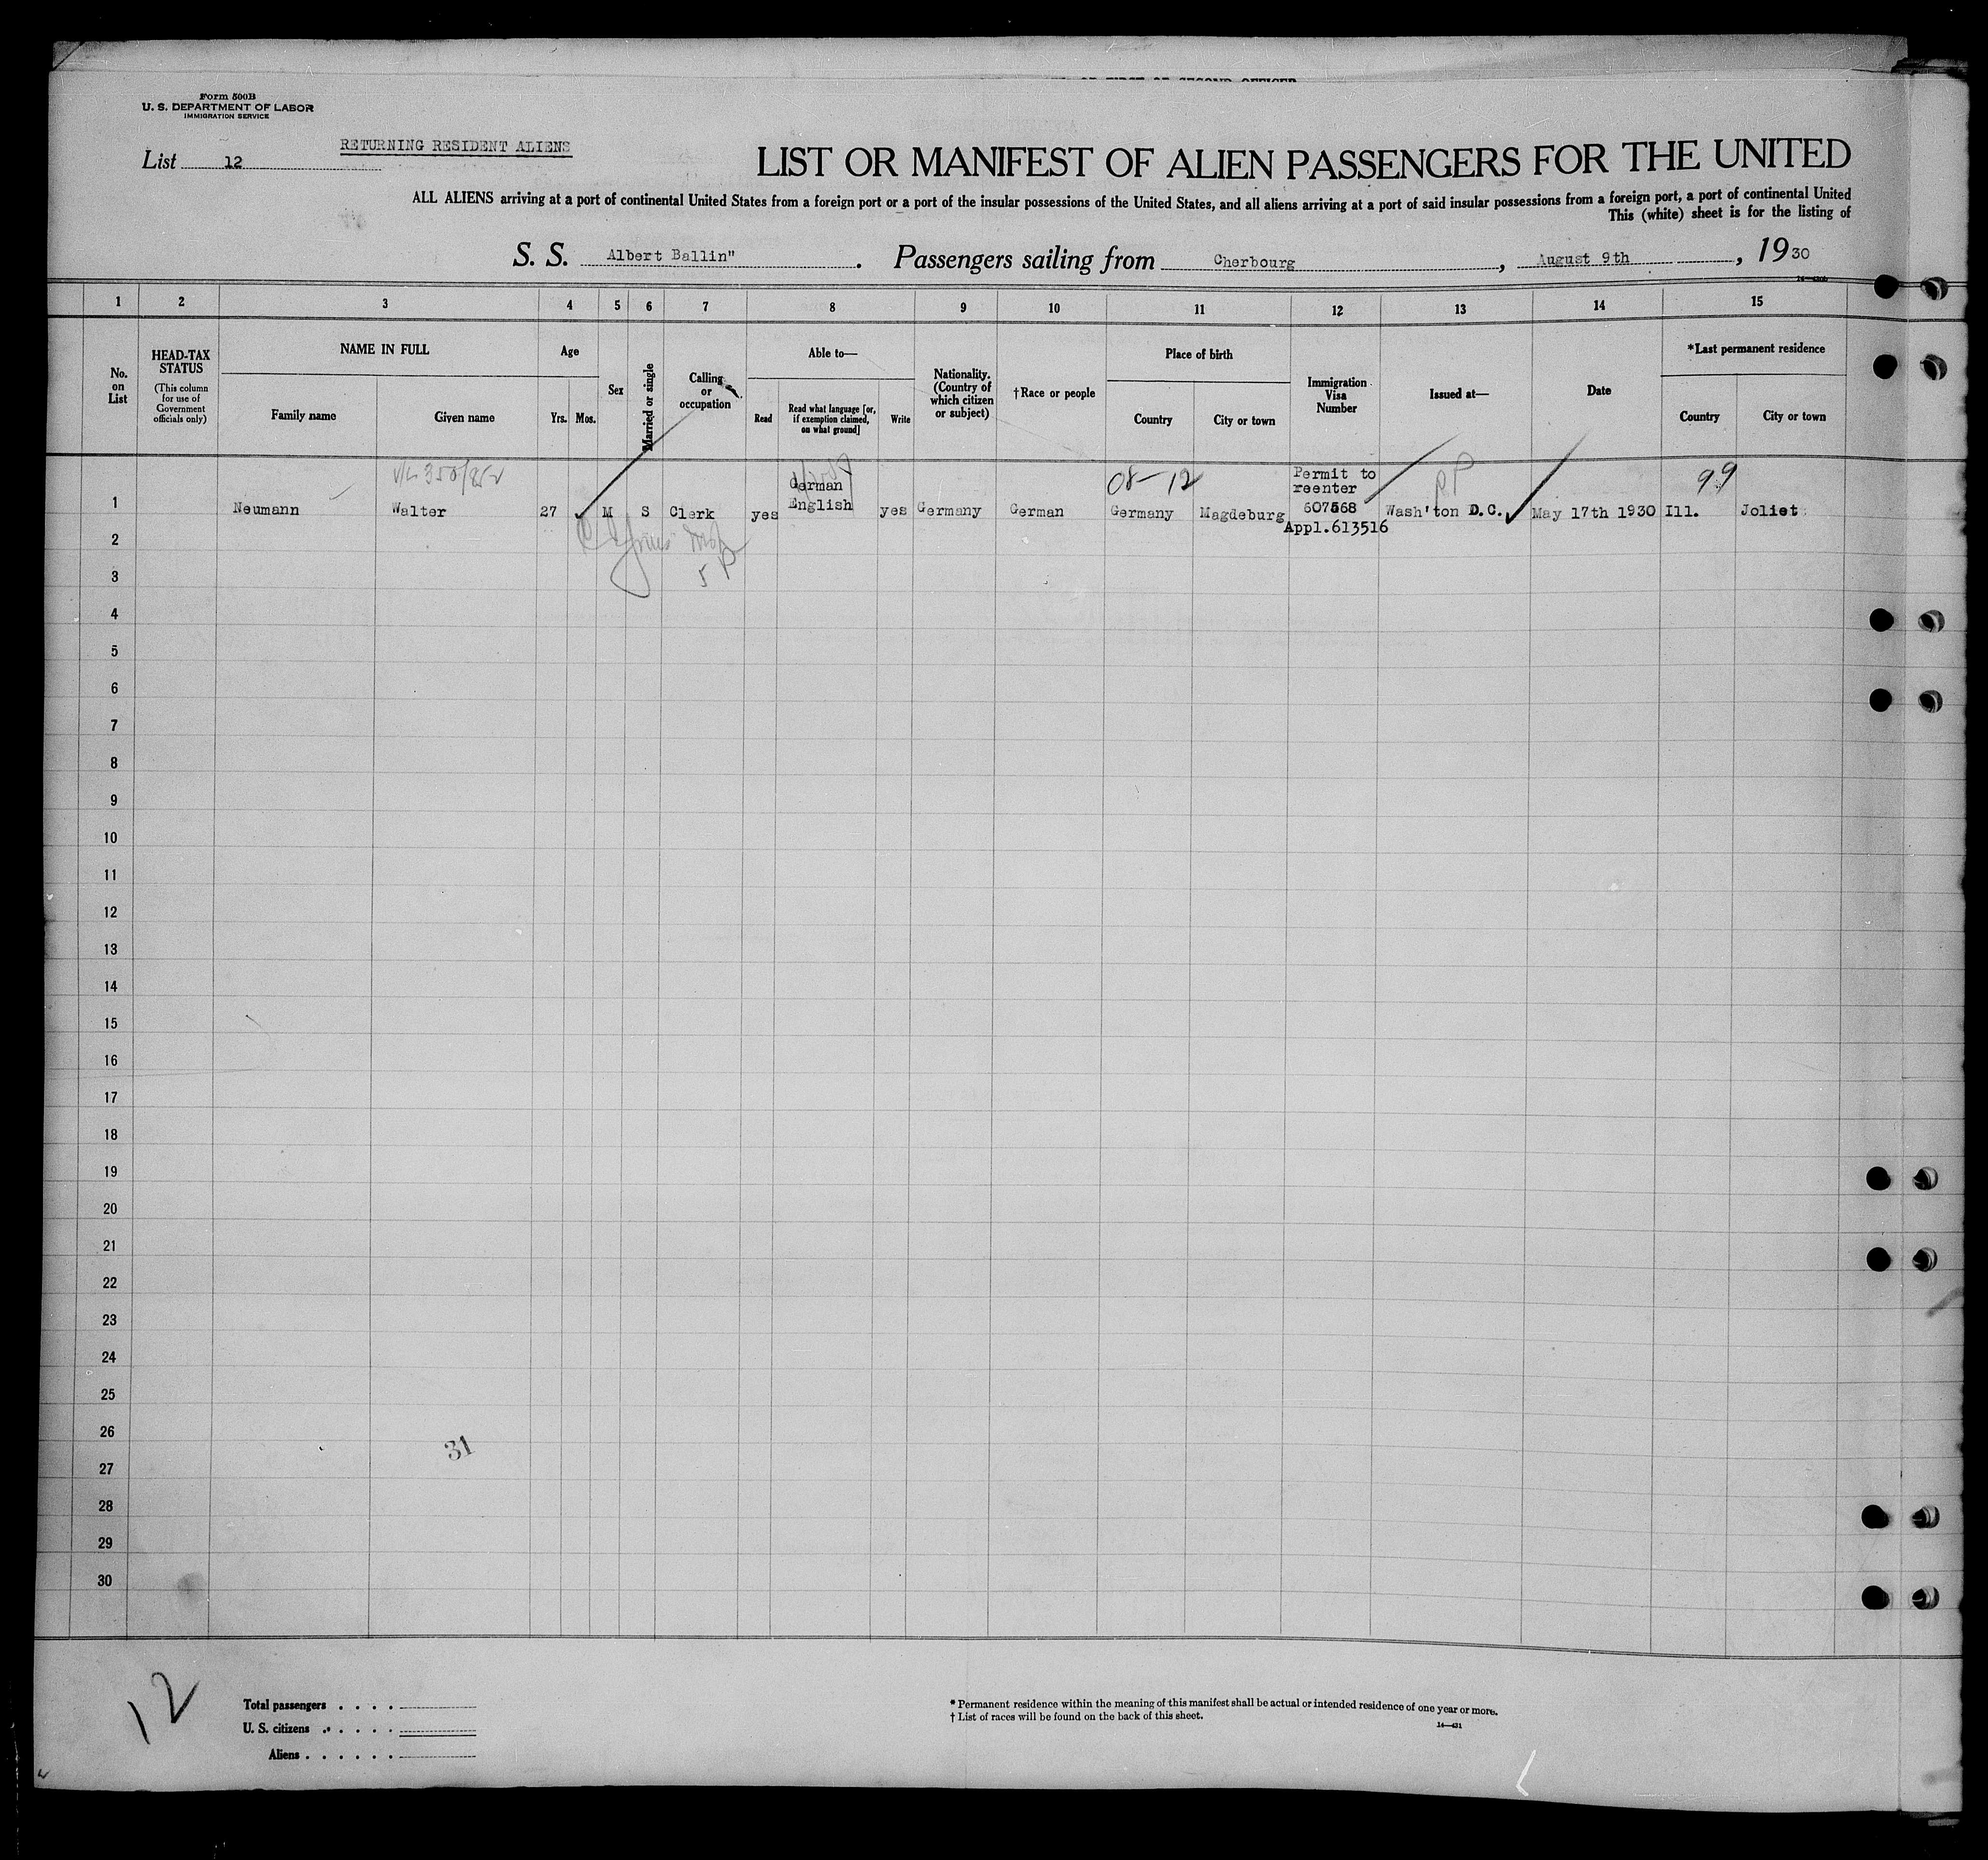 OF FIRST OR SECOND OFFICER
Form 500B
U. S. DEPARTMENT OF LABOR
IMMIGRATION SERVICE
List 12
RETURNING RESIDENT ALIENS
LIST OR MANIFEST OF ALIEN PASSENGERS FOR THE UNITED
ALL ALIENS arriving at a port of continental United States from a foreign port or a port of the insular possessions of the United States, and all aliens arriving at a port of said insular possessions from a foreign port, a port of continental United
This (white) sheet is for the listing of
S. S. Albert Ballin". Passengers sailing from Cherbourg, August 9th, 1930
1 2 3 4 5 6 7 8 9 10 11 12 13 14 15
No. on List
HEAD-TAX STATUS
(This column for use of Government officials only)
NAME IN FULL
Family name
Given name
Age
Yrs. Mos.
Sex
Married or single
Calling or occupation
Able to—
Read
Read what language [or, if exemption claimed, on what ground]
Write
Nationality. (Country of which citizen or subject)
†Race or people
Place of birth
Country
City or town
Immigration Visa Number
Issued at—
Date
*Last permanent residence
Country
City or town
08-12
PP
99
Permit to
reenter
German
English
1 Neumann Walter 27 M S Clerk yes yes Germany German Germany Magdeburg 607568 Wash'ton D.C. May 17th 1930 Ill. Joliet
Appl.613516
2
3
5
4
5
6
7
8
9
10
11
12
13
14
15
16
17
18
19
20
21
22
23
24
25
26
31
27
28
29
30
12
Total passengers
U. S. citizens
Aliens
* Permanent residence within the meaning of this manifest shall be actual or intended residence of one year or more.
† List of races will be found on the back of this sheet.
14—431